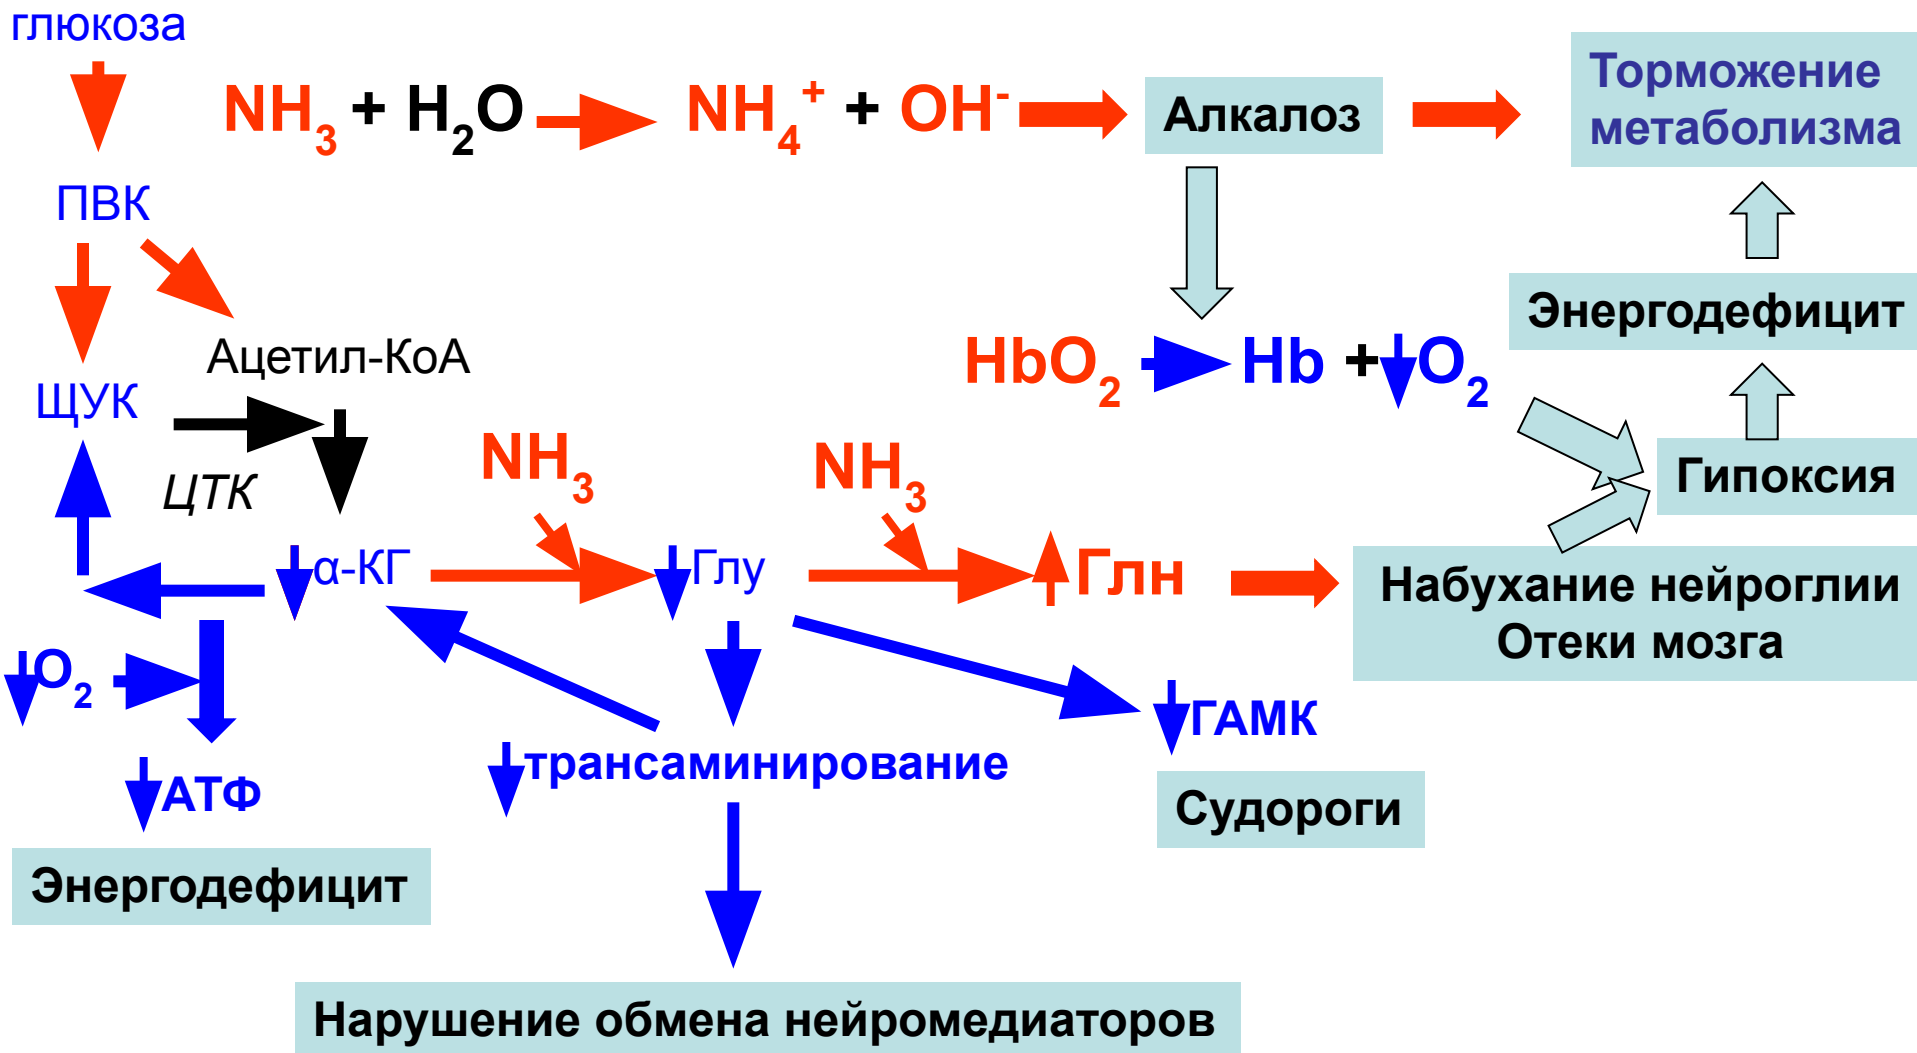 глюкоза
NH3 + H2O NH4+ + OH-
Алкалоз
Торможение
метаболизма
ПВК
Энергодефицит
Ацетил-КоА
HbO2 Hb + O2
ЩУК
ЦТК
NH3
NH3
Гипоксия
α-КГ
Глу
Глн
Набухание нейроглии
Отеки мозга
O2
ГАМК
трансаминирование
АТФ
Судороги
Энергодефицит
Нарушение обмена нейромедиаторов